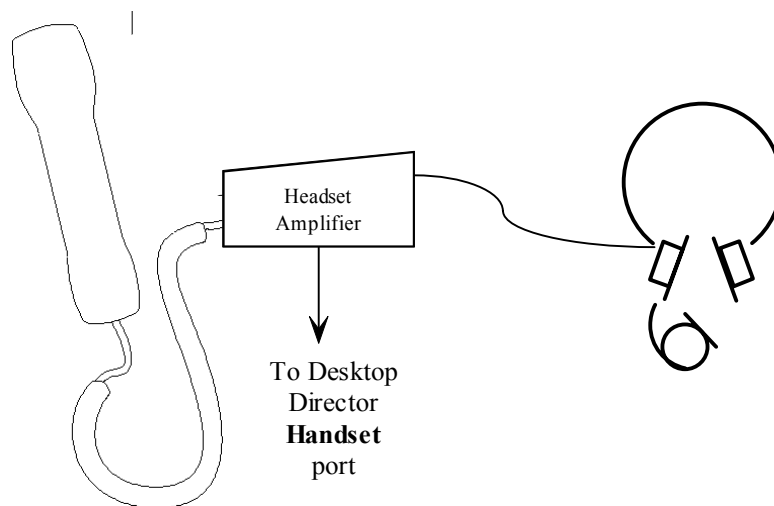 Headset
Amplifier
To Desktop
Director
Handset
port